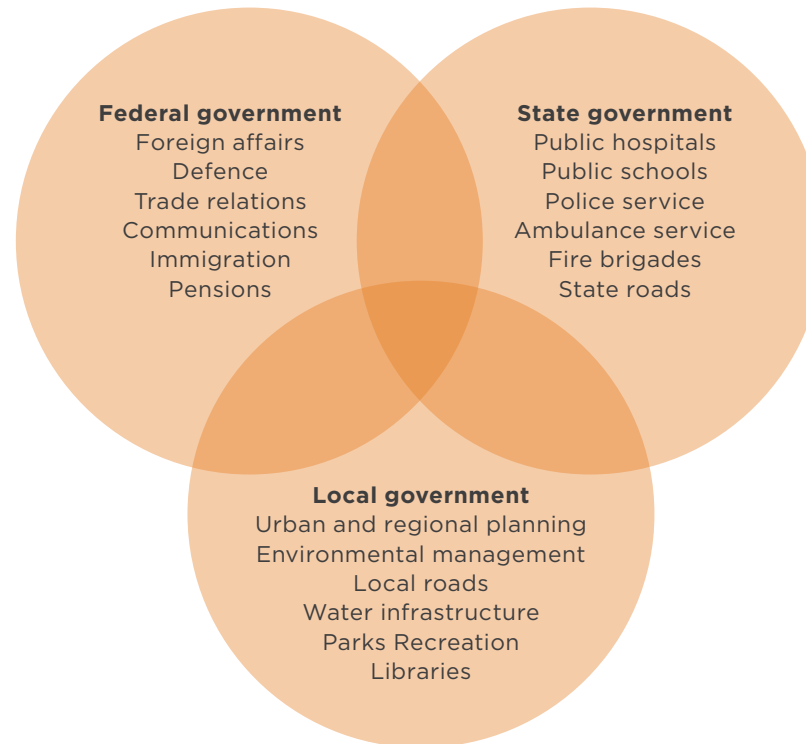 Federal government
Foreign affairs
Defence
Trade relations
Communications
Immigration
Pensions
State government
Public hospitals
Public schools
Police service
Ambulance service
Fire brigades
State roads
Local government
Urban and regional planning
Environmental management
Local roads
Water infrastructure
Parks Recreation
Libraries